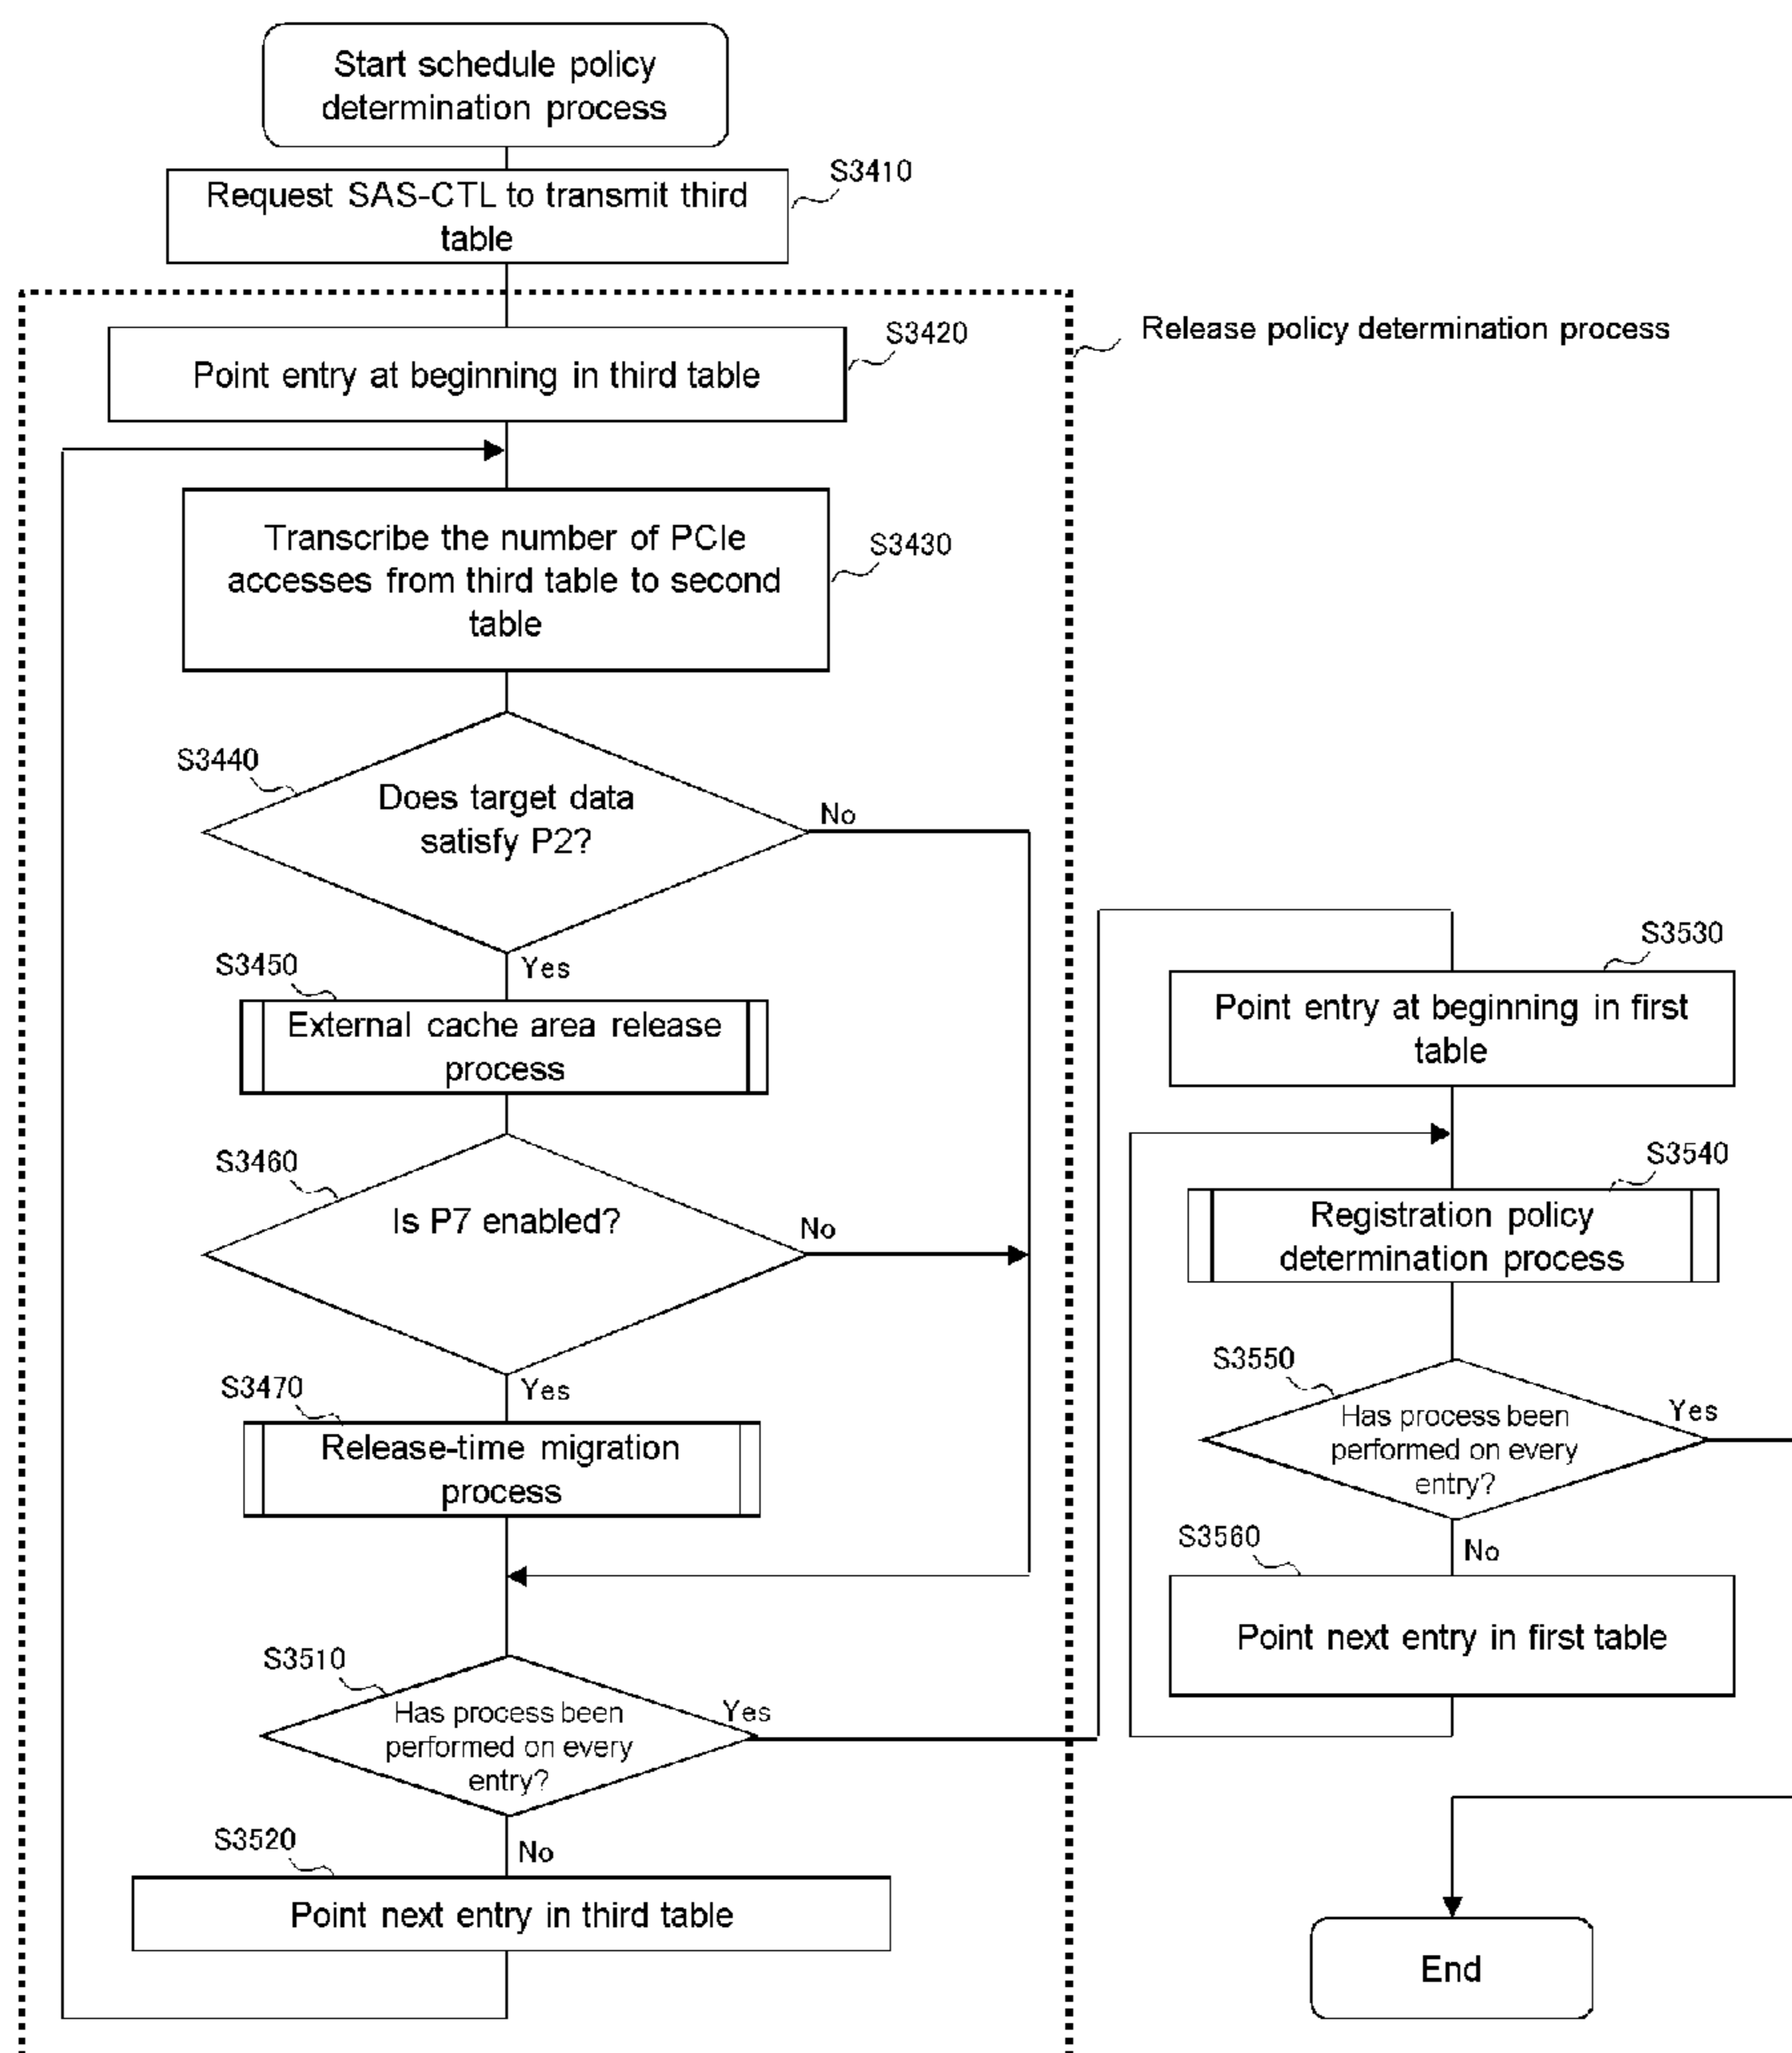 Start schedule policy
determination process
S3410
Request SAS-CTL to transmit third
table
Release policy determination process
S3420
Point entry at beginning in third table
S3430
Transcribe the number of PCIe
accesses from third table to second
table
S3440
Does target data
satisfy P2?
No
Yes
S3450
External cache area release
process
S3460
Is P7 enabled?
No
Yes
S3470
Release-time migration
process
S3510
Has process been
performed on every
entry?
Yes
No
S3520
Point next entry in third table
S3530
Point entry at beginning in first
table
S3540
Registration policy
determination process
S3550
Has process been
performed on every
entry?
Yes
No
S3560
Point next entry in first table
End